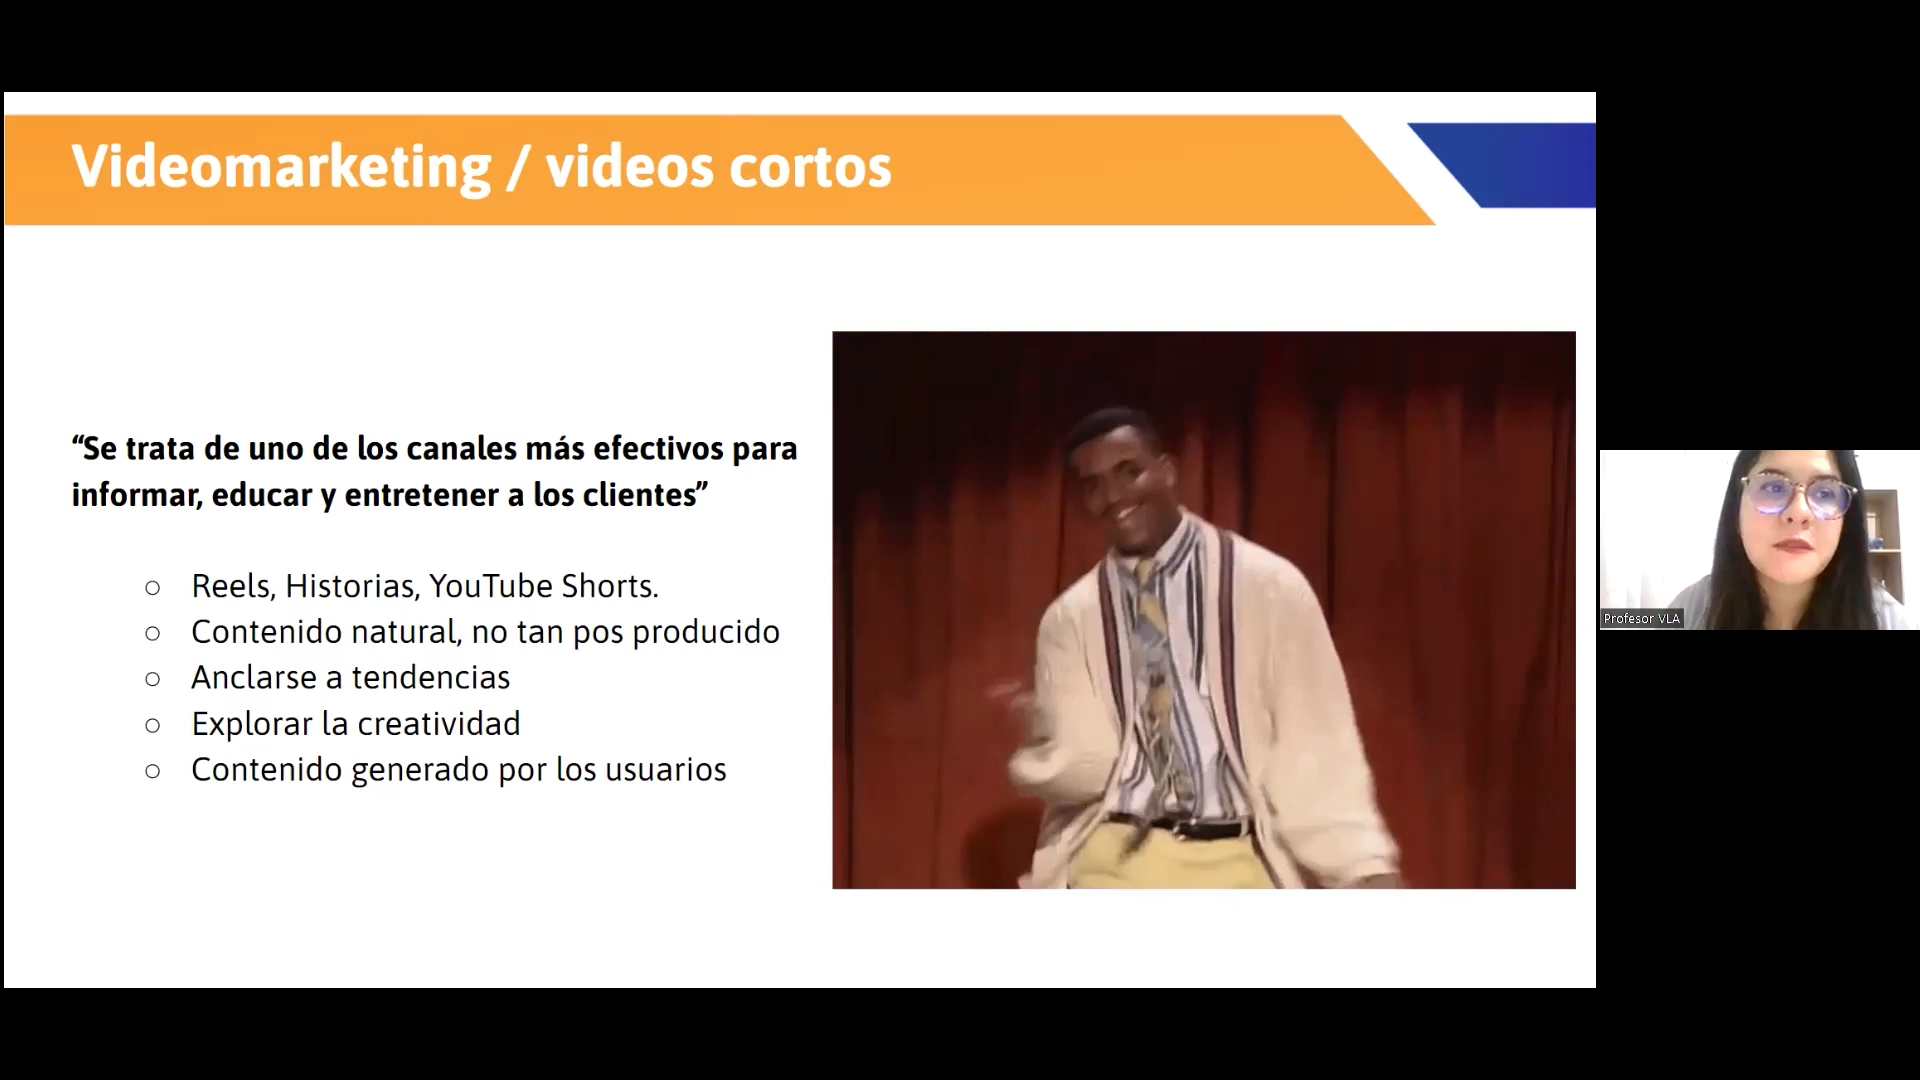 Videomarketing / videos cortos
“Se trata de uno de los canales más efectivos para
informar, educar y entretener a los clientes”
○ Reels, Historias, YouTube Shorts.
○ Contenido natural, no tan pos producido
○ Anclarse a tendencias
○ Explorar la creatividad
○ Contenido generado por los usuarios
Profesor VLA